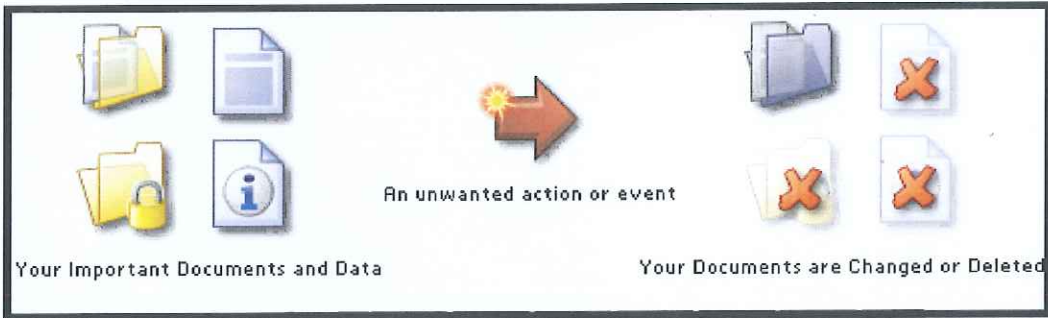 An unwanted action or event
Your Important Documents and Data
Your Documents are Changed or Deleted